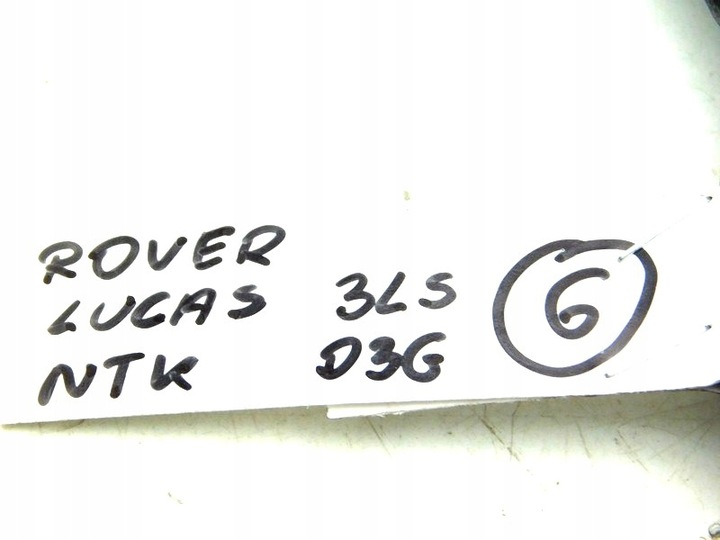 ROVER
LUCAS 3LS
NTK D3G
6